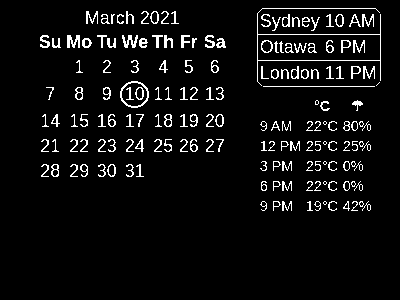 March 2021
Su Mo Tu We Th Fr Sa
1 2 3 4 5 6
7 8 9 10 11 12 13
14 15 16 17 18 19 20
21 22 23 24 25 26 27
28 29 30 31
Sydney 10 AM
Ottawa 6 PM
London 11 PM
°C ☂
9 AM 22°C 80%
12 PM 25°C 25%
3 PM 25°C 0%
6 PM 22°C 0%
9 PM 19°C 42%